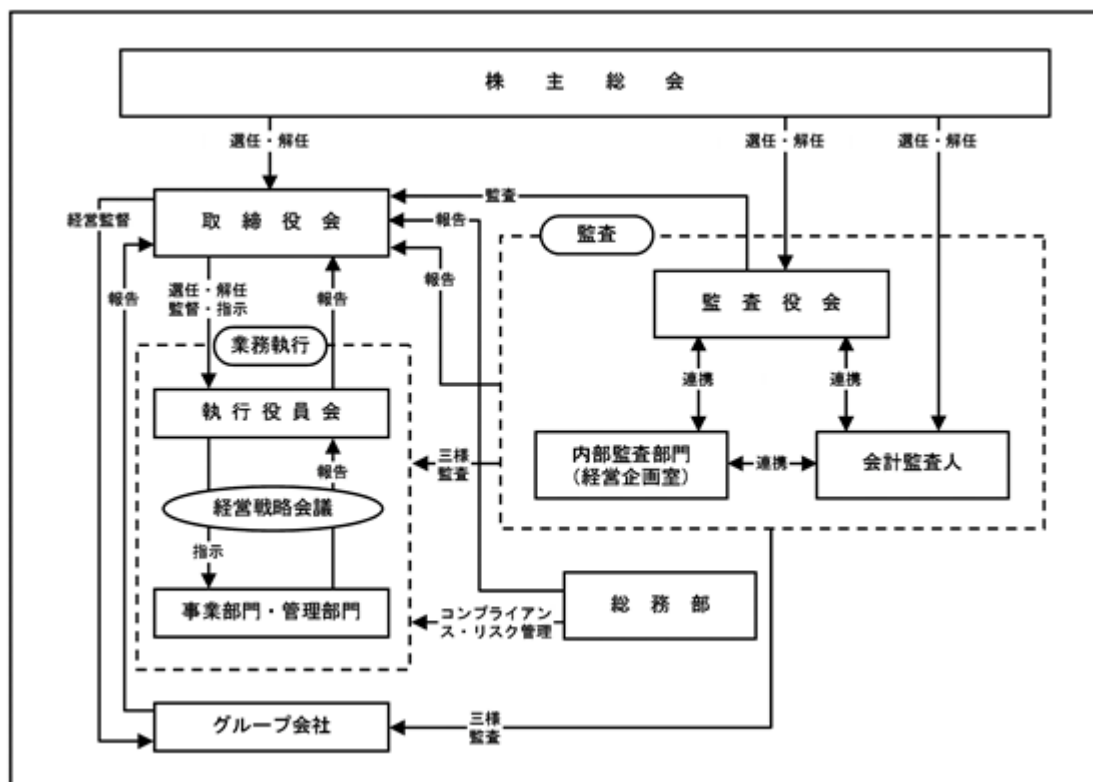 株主総会
選任・解任
選任・解任
選任・解任
監査
取締役会
経営監督
報告
監査
報告
報告
選任・解任
監督・指示
報告
監査役会
業務執行
連携
連携
執行役員会
三様
監査
報告
内部監査部門
(経営企画室)
連携
会計監査人
経営戦略会議
指示
事業部門・管理部門
コンプライアン
ス・リスク管理
総務部
グループ会社
三様
監査